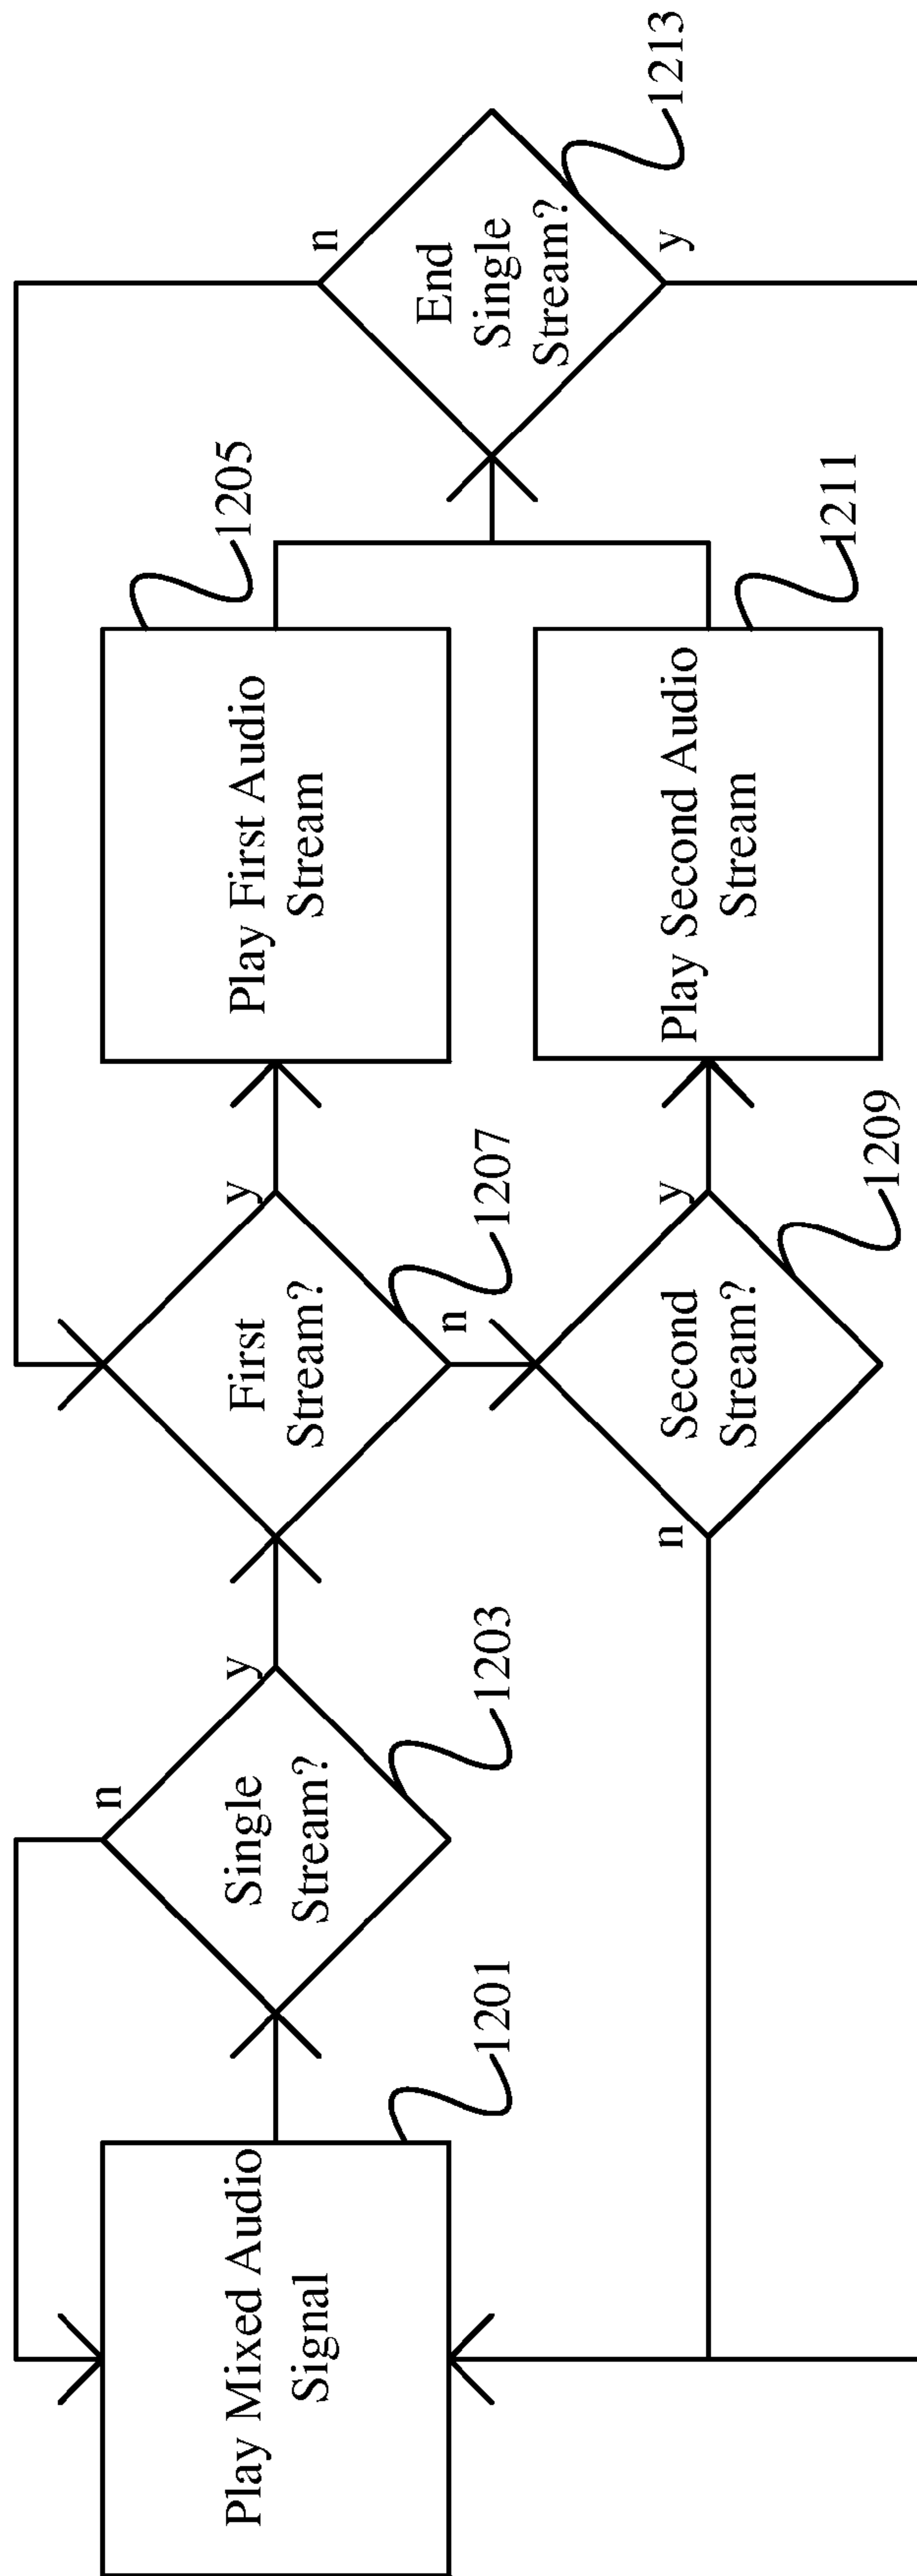 Play Mixed Audio
Signal
1201
n
Single
Stream?
y
1203
First
Stream?
y
1207
n
Play First Audio
Stream
1205
n
Second
Stream?
y
1209
Play Second Audio
Stream
1211
n
End
Single
Stream?
y
1213